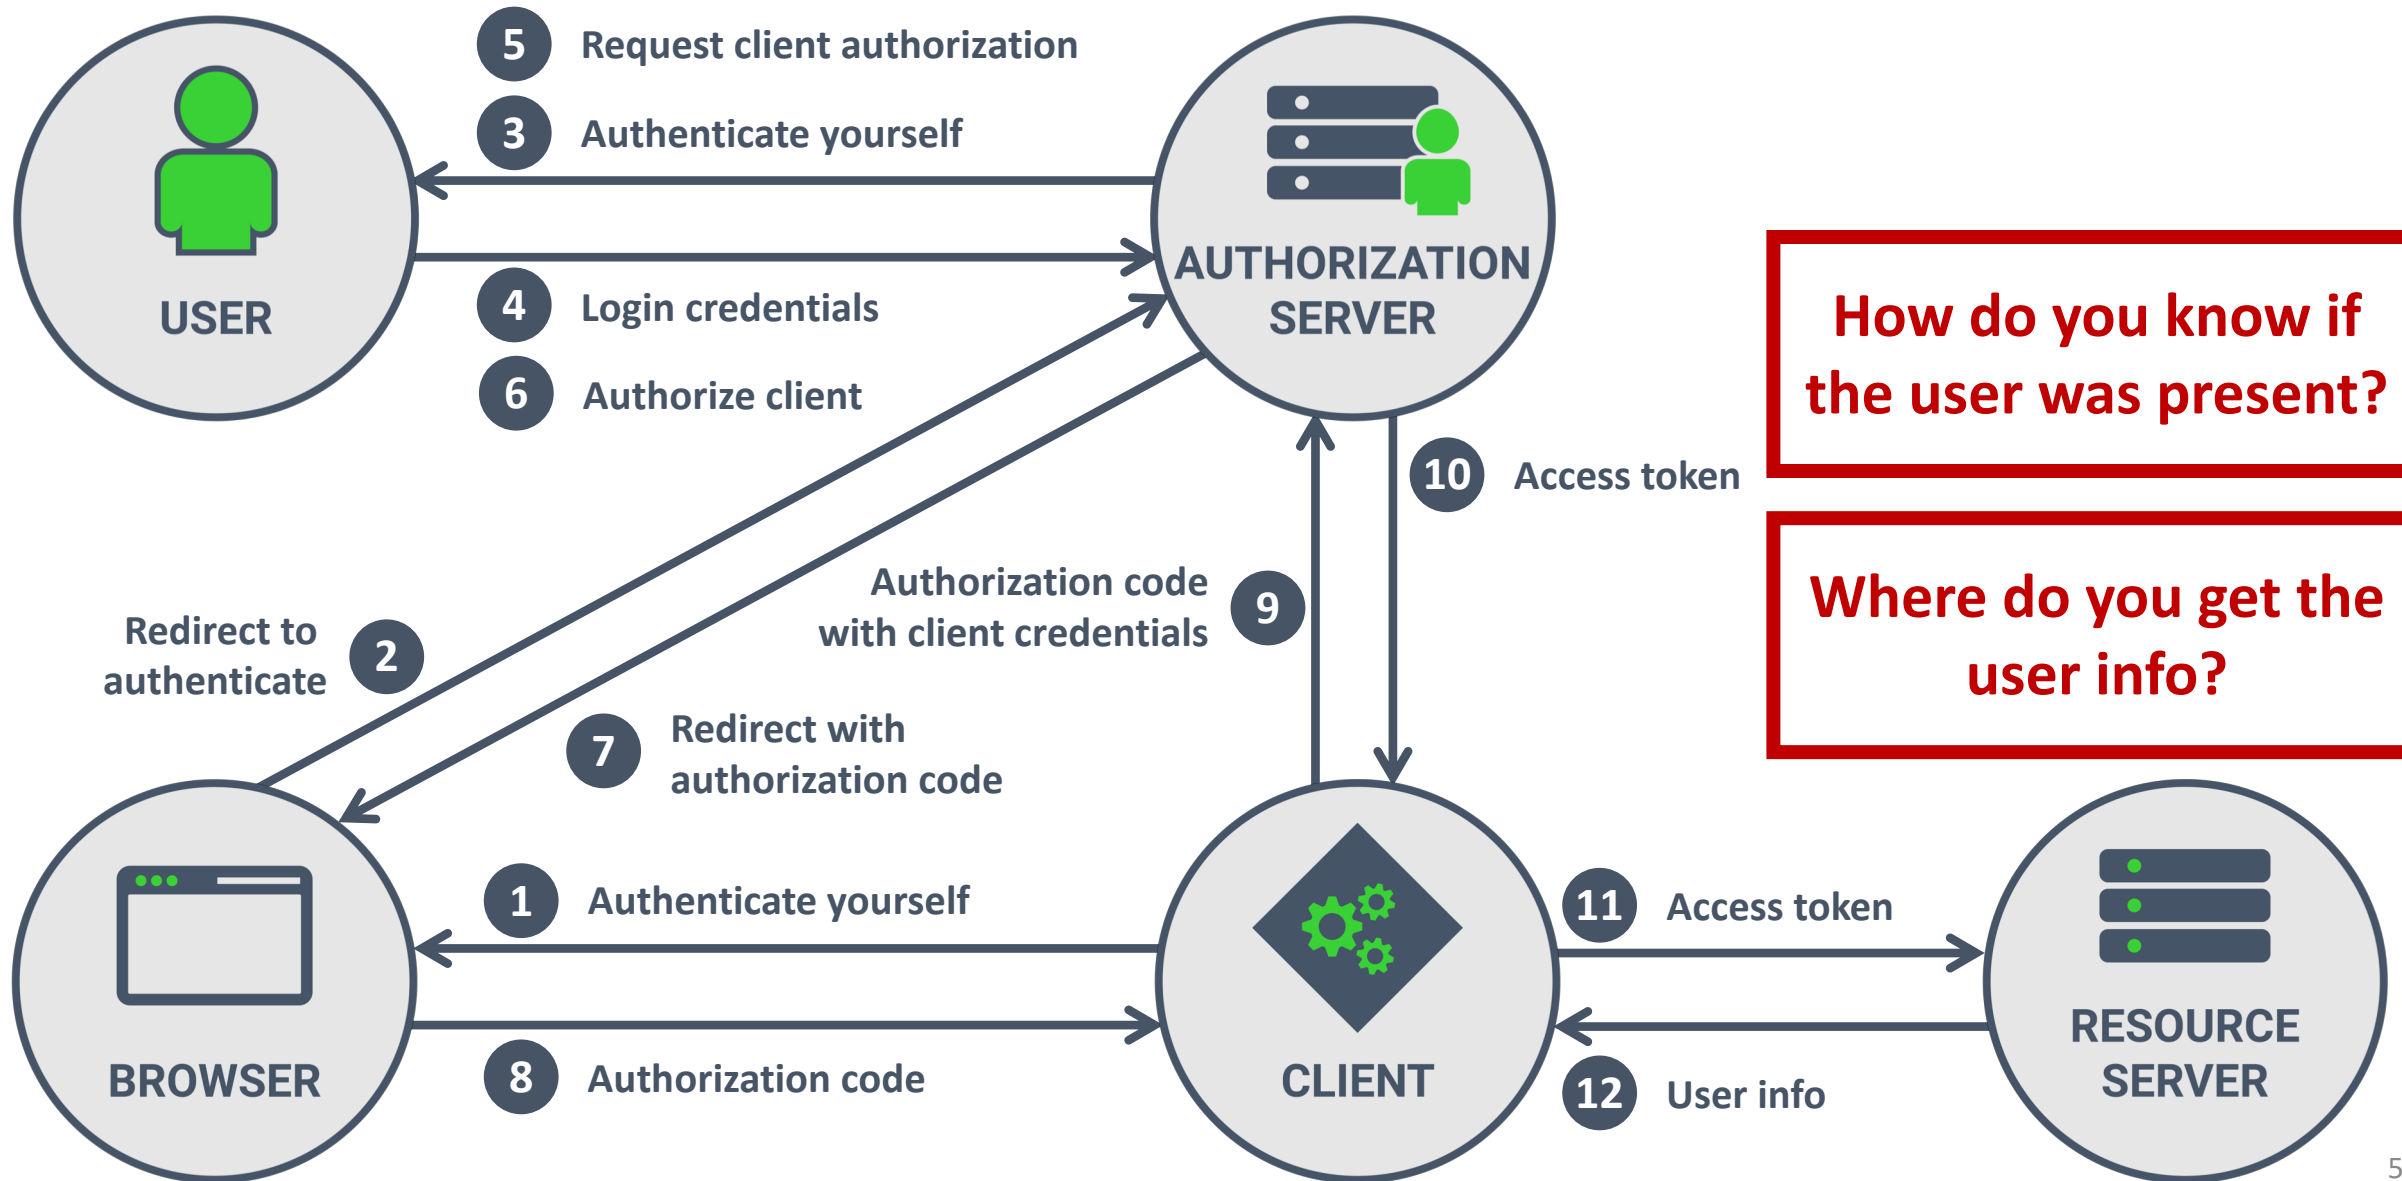 5 Request client authorization
3 Authenticate yourself
USER
4 Login credentials
6 Authorize client
AUTHORIZATION
SERVER
How do you know if
the user was present?
10 Access token
Where do you get the
user info?
Authorization code
with client credentials
9
Redirect to
authenticate
2
7
Redirect with
authorization code
1 Authenticate yourself
BROWSER
8 Authorization code
CLIENT
11 Access token
12 User info
RESOURCE
SERVER
5